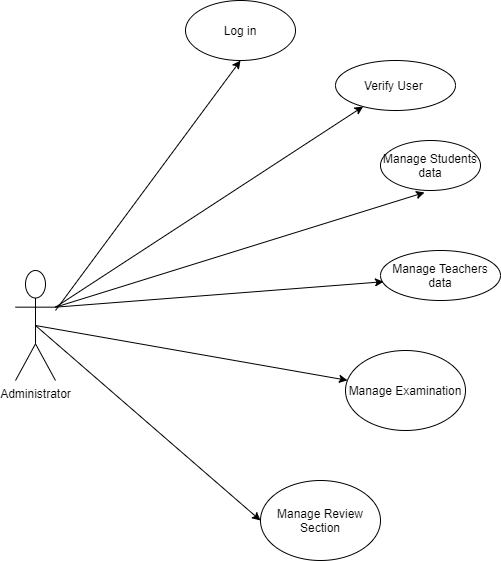 Log in
Verify User
Manage Students
data
Manage Teachers
data
Administrator
Manage Examination
Manage Review
Section